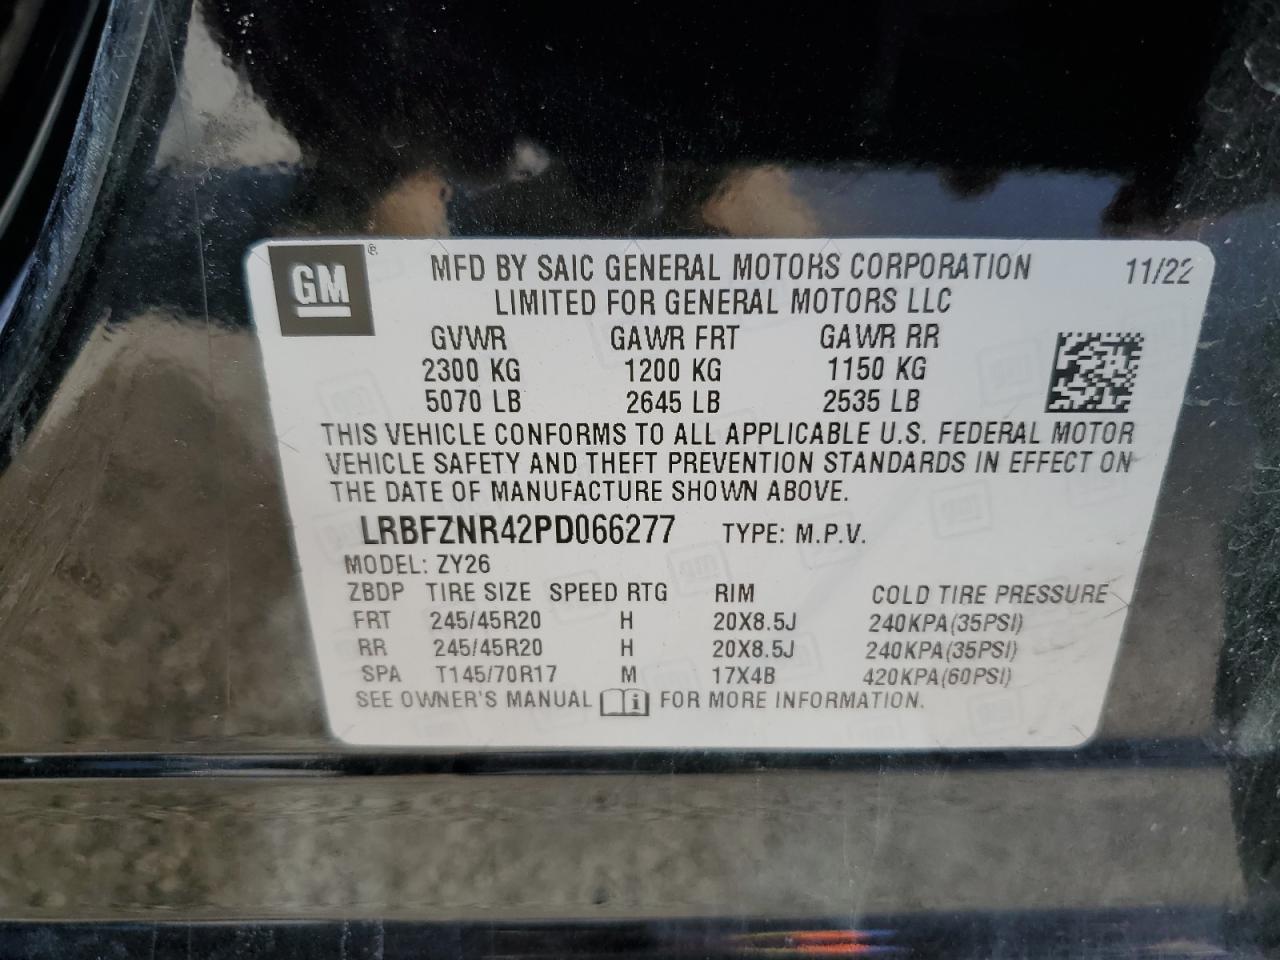 GM ®
MFD BY SAIC GENERAL MOTORS CORPORATION 11/22
LIMITED FOR GENERAL MOTORS LLC
GVWR GAWR FRT GAWR RR
2300 KG 1200 KG 1150 KG
5070 LB 2645 LB 2535 LB
THIS VEHICLE CONFORMS TO ALL APPLICABLE U.S. FEDERAL MOTOR
VEHICLE SAFETY AND THEFT PREVENTION STANDARDS IN EFFECT ON
THE DATE OF MANUFACTURE SHOWN ABOVE.
LRBFZNR42PD066277 TYPE: M.P.V.
MODEL: ZY26
ZBDP TIRE SIZE SPEED RTG RIM COLD TIRE PRESSURE
FRT 245/45R20 H 20X8.5J 240KPA(35PSI)
RR 245/45R20 H 20X8.5J 240KPA(35PSI)
SPA T145/70R17 M 17X4B 420KPA(60PSI)
SEE OWNER'S MANUAL i FOR MORE INFORMATION.